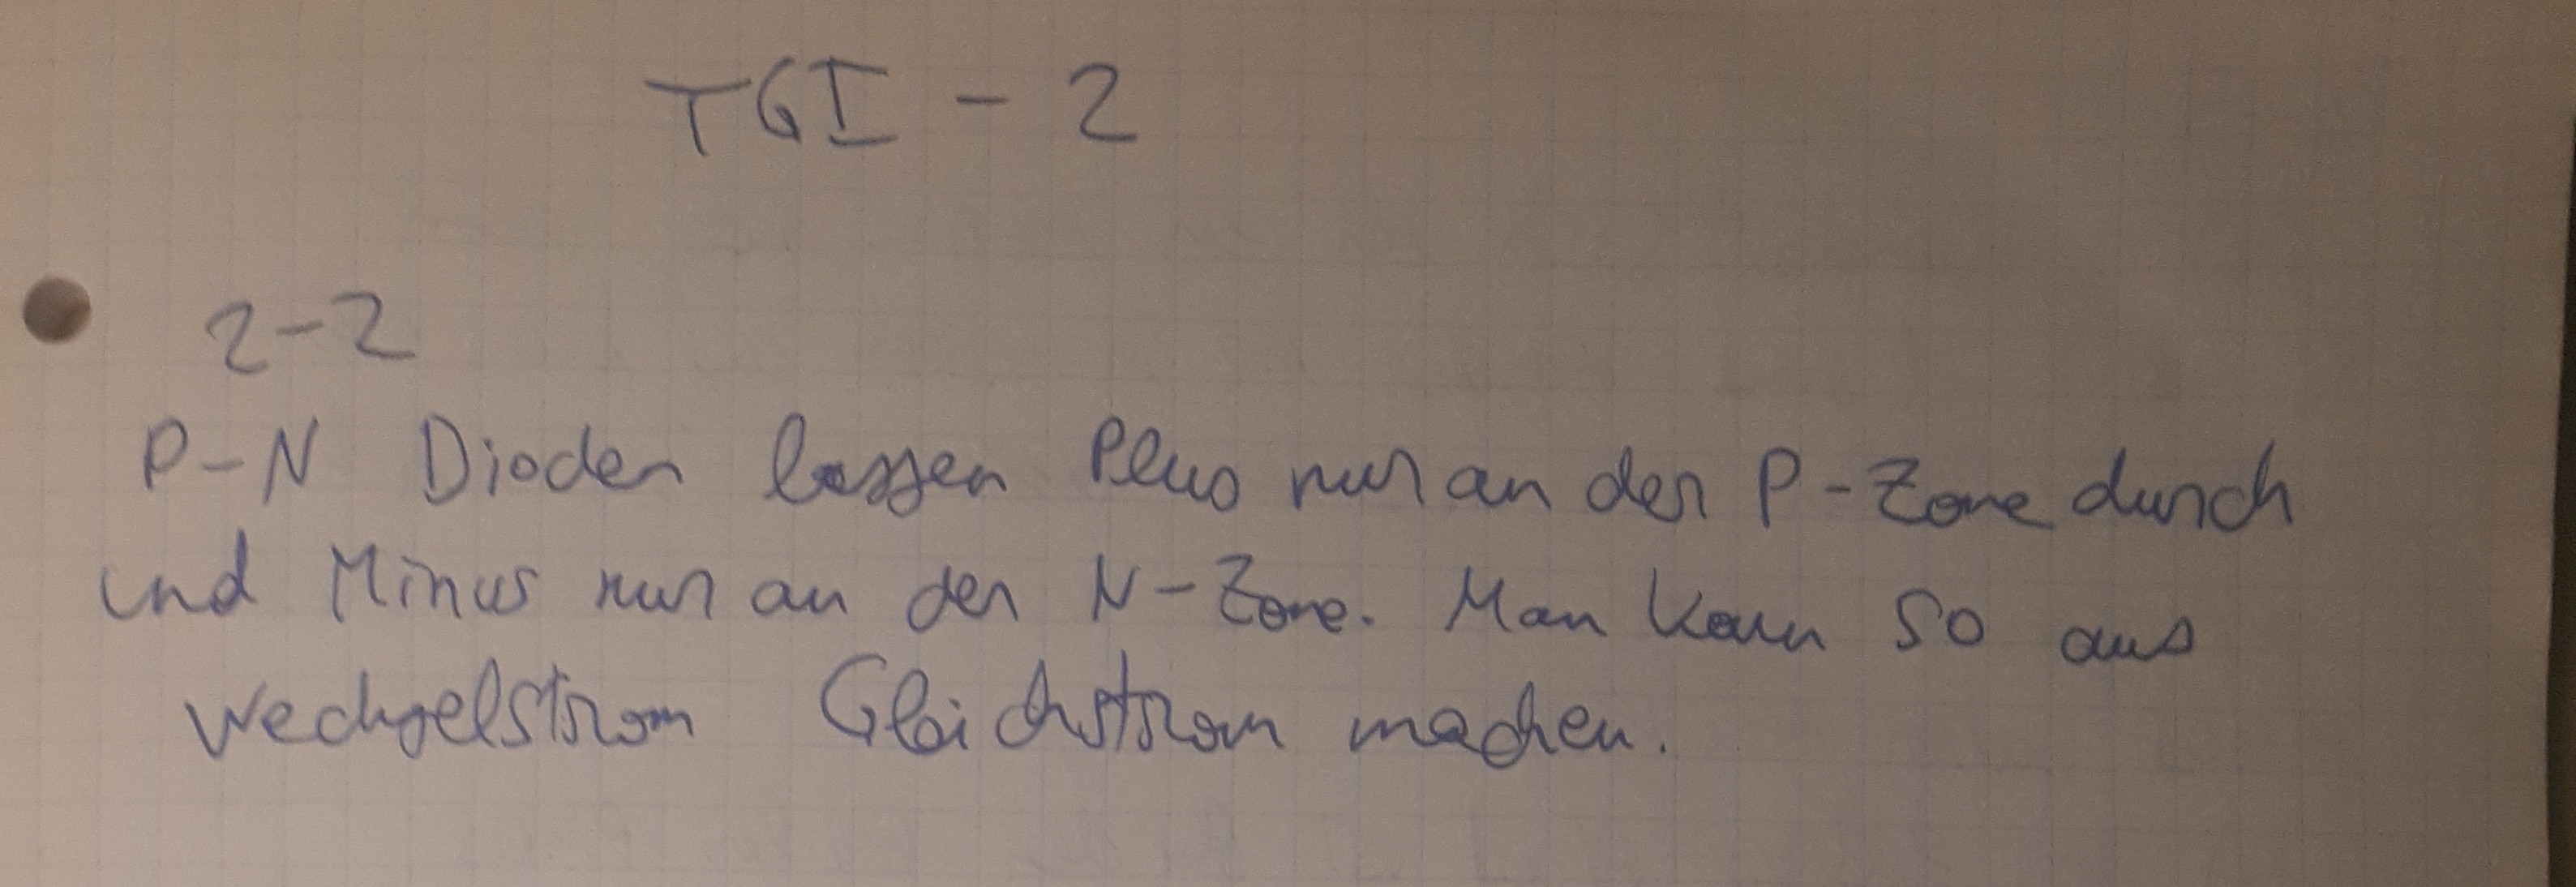 TGI - 2
2-2
P-N Dioden lassen Plus nur an der P-Zone durch
und Minus nur an der N-Zone. Man kann so aus
Wechselstrom Gleichstrom machen.